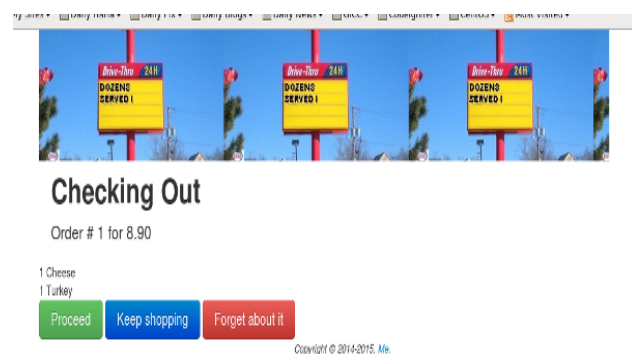 Drive-Thru 24H Drive-Thru 24H Drive-Thru 24H
DOZENS DOZENS DOZENS
SERVED! SERVED! SERVED!
Checking Out
Order # 1 for 8.90
1 Cheese
1 Turkey
Proceed Keep shopping Forget about it
Copyright © 2014-2015, Me.